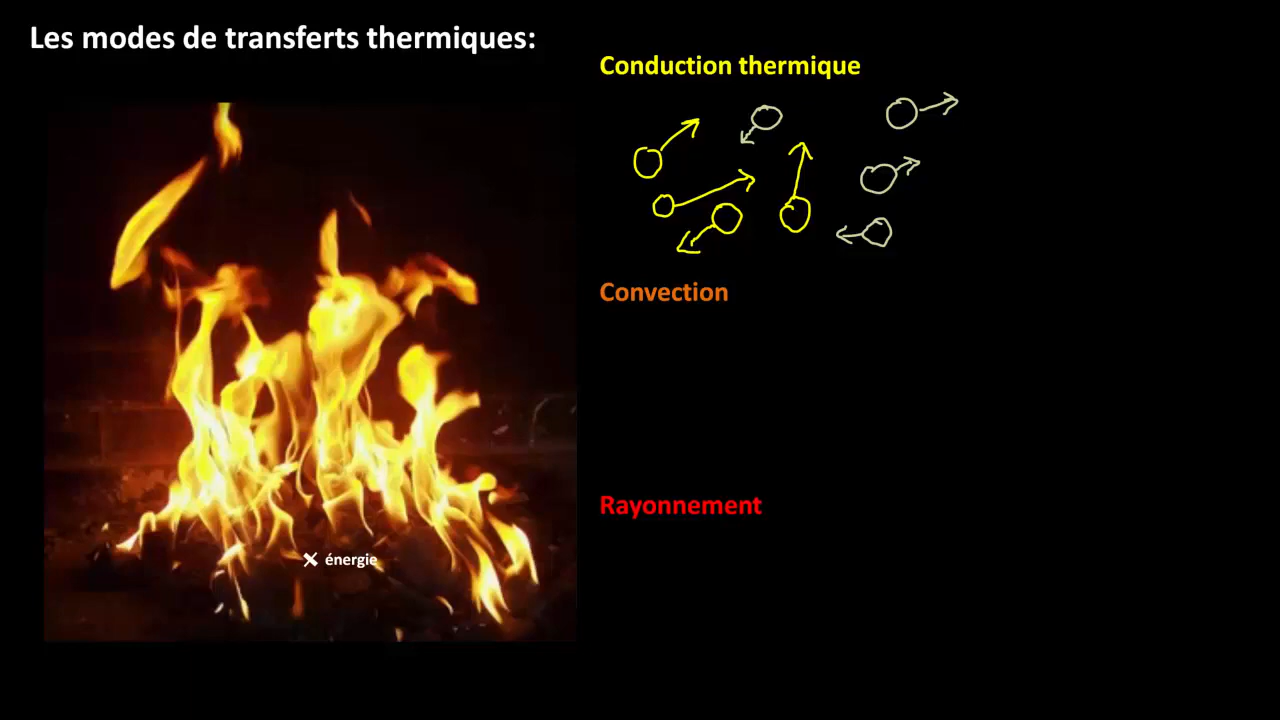 Les modes de transferts thermiques:
Conduction thermique
Convection
Rayonnement
énergie